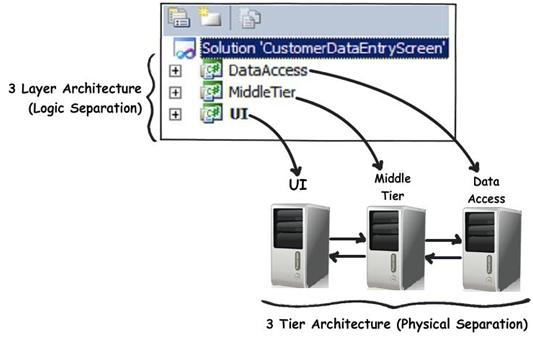 Solution 'CustomerDataEntryScreen'
DataAccess
MiddleTier
UI
3 Layer Architecture
(Logic Separation)
UI
Middle
Tier
Data
Access
3 Tier Architecture (Physical Separation)